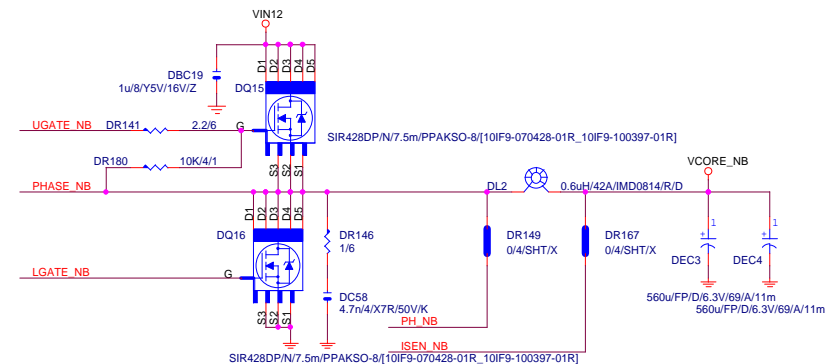 VIN12
D1
D2
D3
D4
D5
DBC19
1u/8/Y5V/16V/Z
DQ15
UGATE_NB
DR141
2.2/6
G
SIR428DP/N/7.5m/PPAKSO-8/[10IF9-070428-01R_10IF9-100397-01R]
DR180
10K/4/1
S3
S2
S1
VCORE_NB
PHASE_NB
DL2
0.6uH/42A/IMD0814/R/D
D1
D2
D3
D4
D5
DQ16
DR146
1/6
DR149
0/4/SHT/X
DR167
0/4/SHT/X
1
1
DEC3
DEC4
LGATE_NB
G
S3
S2
S1
DC58
4.7n/4/X7R/50V/K
560u/FP/D/6.3V/69/A/11m
560u/FP/D/6.3V/69/A/11m
PH_NB
ISEN_NB
SIR428DP/N/7.5m/PPAKSO-8/[10IF9-070428-01R_10IF9-100397-01R]